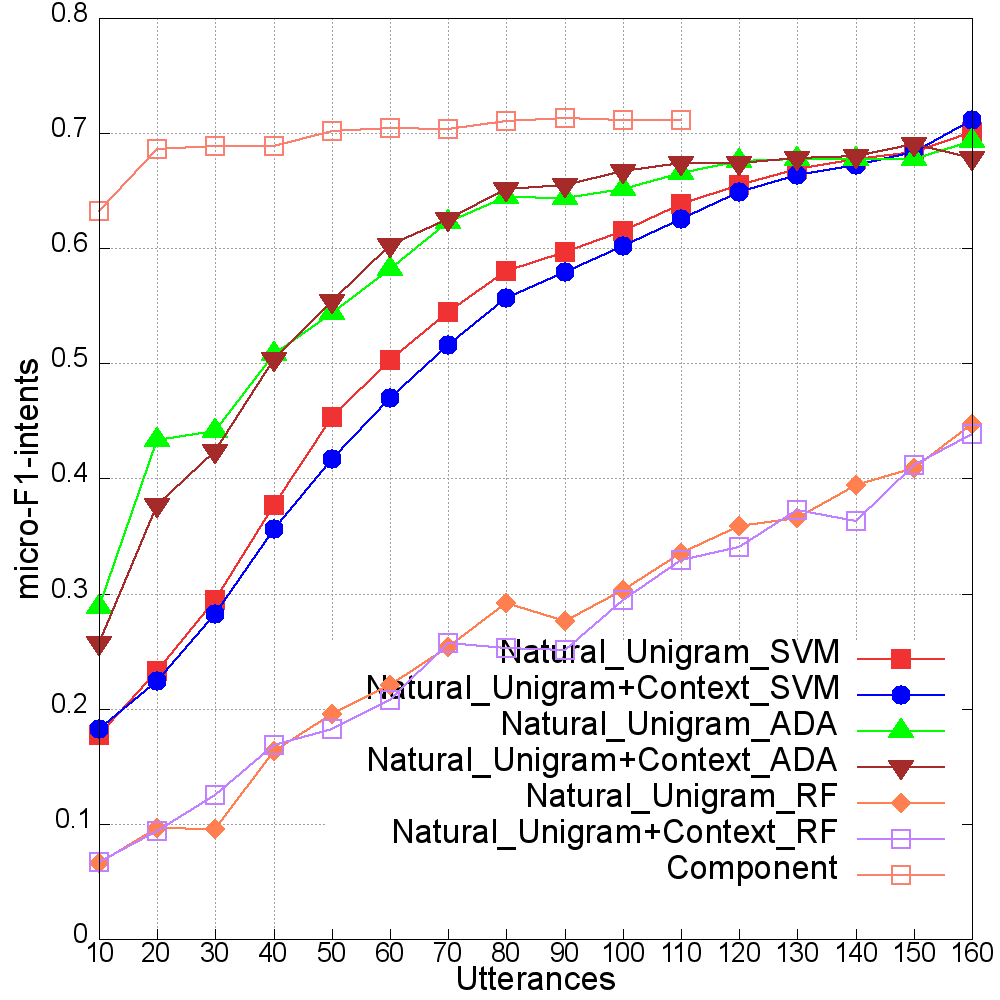 0.8
0.7
0.6
0.5
0.4
0.3
0.2
0.1
0
micro-F1-intents
Natural_Unigram_SVM
Natural_Unigram+Context_SVM
Natural_Unigram_ADA
Natural_Unigram+Context_ADA
Natural_Unigram_RF
Natural_Unigram+Context_RF
Component
10 20 30 40 50 60 70 80 90 100 110 120 130 140 150 160
Utterances